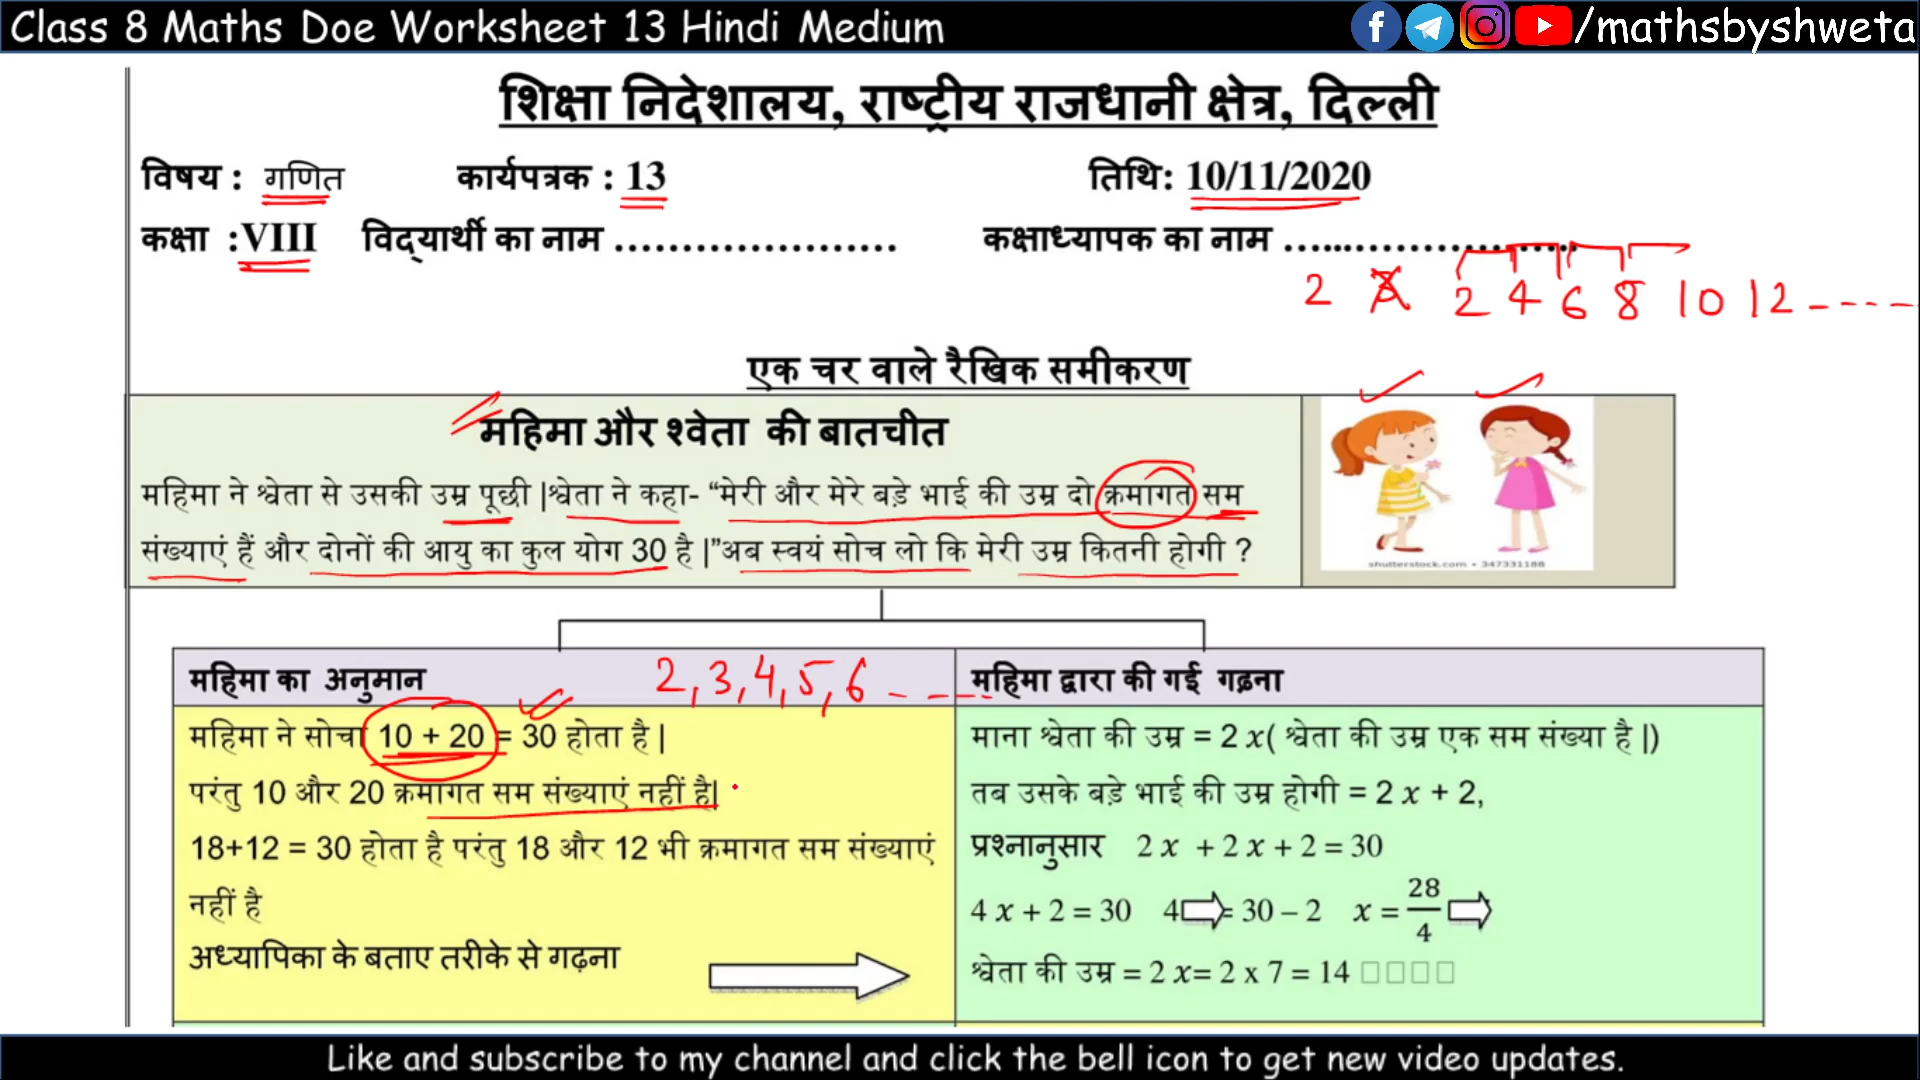 Class 8 Maths Doe Worksheet 13 Hindi Medium
/mathsbyshweta
शिक्षा निदेशालय, राष्ट्रीय राजधानी क्षेत्र, दिल्ली
विषय : गणित कार्यपत्रक : 13 तिथि: 10/11/2020
कक्षा :VIII विद्यार्थी का नाम ………………… कक्षाध्यापक का नाम …...………………
2 2 4 6 8 10 12 -----
एक चर वाले रैखिक समीकरण
महिमा और श्वेता की बातचीत
महिमा ने श्वेता से उसकी उम्र पूछी |श्वेता ने कहा- “मेरी और मेरे बड़े भाई की उम्र दो क्रमागत सम
संख्याएं हैं और दोनों की आयु का कुल योग 30 है |”अब स्वयं सोच लो कि मेरी उम्र कितनी होगी ?
shutterstock.com • 347331188
महिमा का अनुमान 2,3,4,5,6 ----
महिमा ने सोचा 10 + 20 = 30 होता है |
परंतु 10 और 20 क्रमागत सम संख्याएं नहीं है|
18+12 = 30 होता है परंतु 18 और 12 भी क्रमागत सम संख्याएं
नहीं है
अध्यापिका के बताए तरीके से गढ़ना
महिमा द्वारा की गई गढ़ना
माना श्वेता की उम्र = 2 x( श्वेता की उम्र एक सम संख्या है |)
तब उसके बड़े भाई की उम्र होगी = 2 x + 2,
प्रश्नानुसार 2 x + 2 x + 2 = 30
4 x + 2 = 30 4 = 30 – 2 x = 28/4
श्वेता की उम्र = 2 x= 2 x 7 = 14 □□□□
Like and subscribe to my channel and click the bell icon to get new video updates.